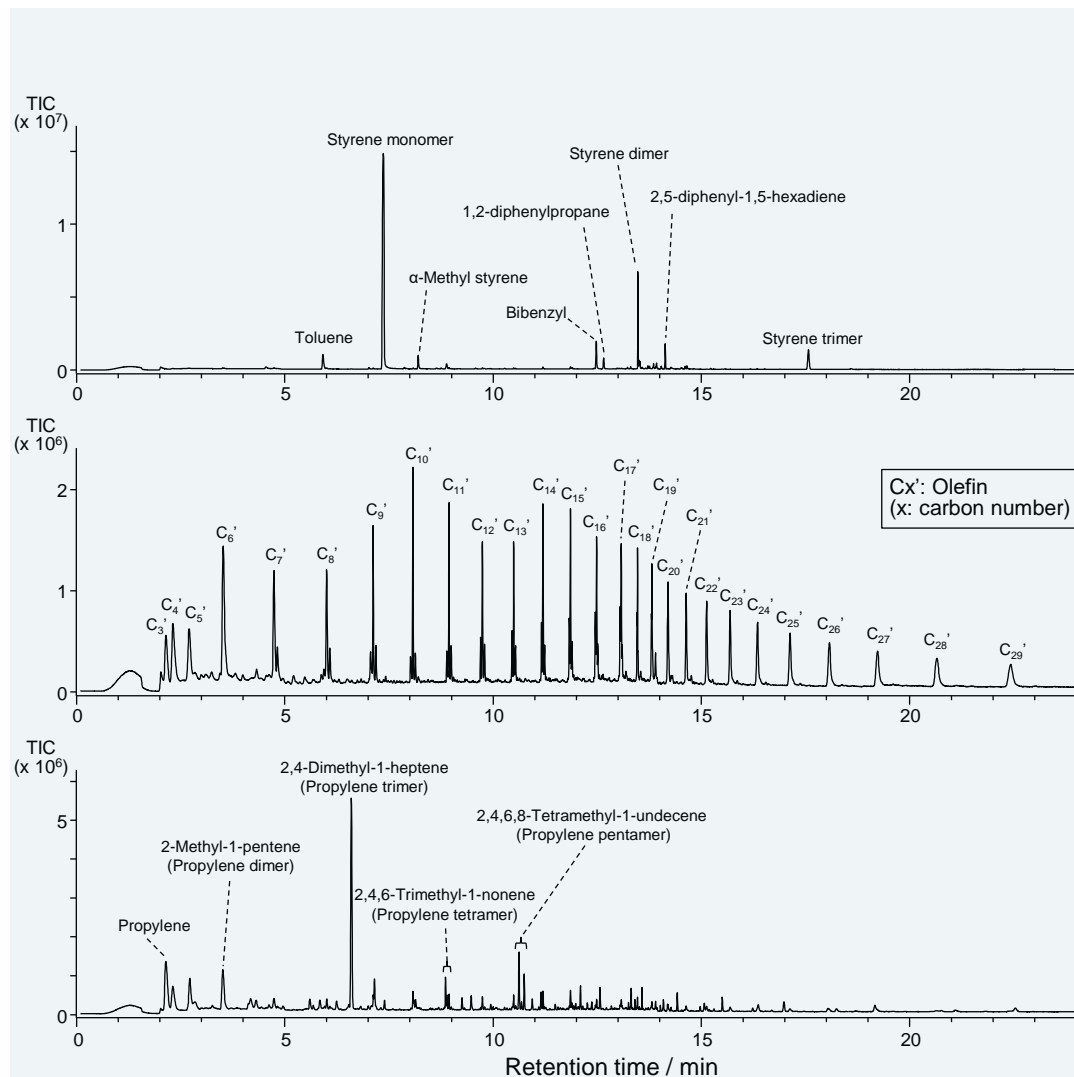 TIC
(x 10⁷)
Styrene monomer
Styrene dimer
2,5-diphenyl-1,5-hexadiene
1,2-diphenylpropane
α-Methyl styrene
Bibenzyl
Toluene
Styrene trimer
1
0
0 5 10 15 20
TIC
(x 10⁶)
C₃’ C₄’ C₅’ C₆’ C₇’ C₈’ C₉’ C₁₀’ C₁₁’ C₁₂’ C₁₃’ C₁₄’ C₁₅’ C₁₆’ C₁₇’ C₁₈’ C₁₉’ C₂₀’ C₂₁’ C₂₂’ C₂₃’ C₂₄’ C₂₅’ C₂₆’ C₂₇’ C₂₈’ C₂₉’
Cx’: Olefin
(x: carbon number)
2
1
0
0 5 10 15 20
TIC
(x 10⁶)
2,4-Dimethyl-1-heptene
(Propylene trimer)
2,4,6,8-Tetramethyl-1-undecene
(Propylene pentamer)
2-Methyl-1-pentene
(Propylene dimer)
2,4,6-Trimethyl-1-nonene
(Propylene tetramer)
Propylene
5
0
0 5 10 15 20
Retention time / min